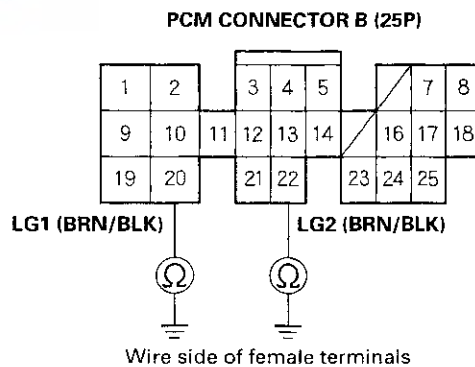 PCM CONNECTOR B (25P)
1 2 3 4 5 7 8
9 10 11 12 13 14 16 17 18
19 20 21 22 23 24 25
LG1 (BRN/BLK) LG2 (BRN/BLK)
Ω Ω
Wire side of female terminals